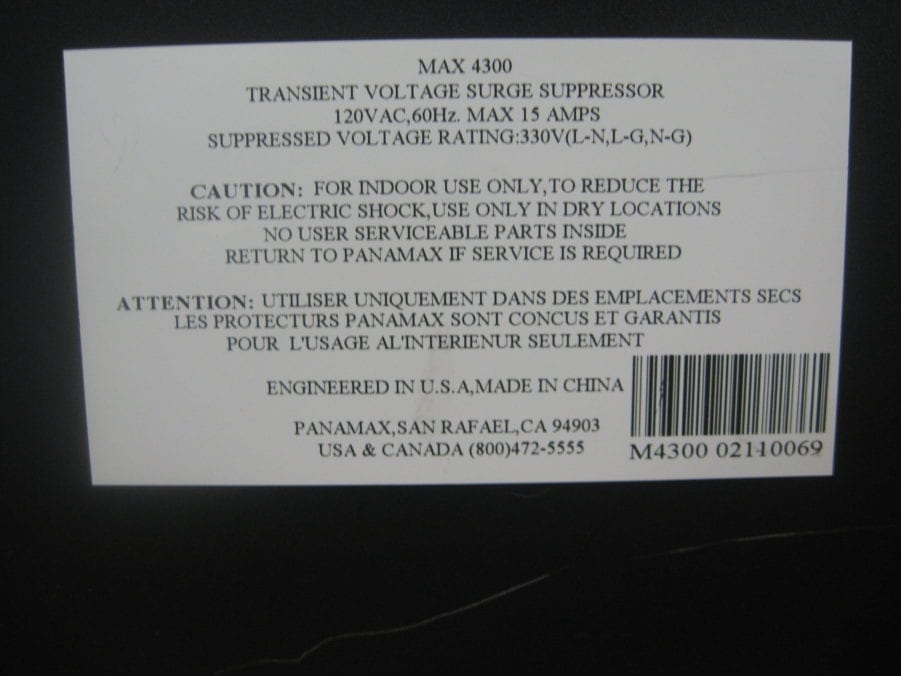 MAX 4300
TRANSIENT VOLTAGE SURGE SUPPRESSOR
120VAC,60Hz. MAX 15 AMPS
SUPPRESSED VOLTAGE RATING:330V(L-N,L-G,N-G)
CAUTION: FOR INDOOR USE ONLY,TO REDUCE THE
RISK OF ELECTRIC SHOCK,USE ONLY IN DRY LOCATIONS
NO USER SERVICEABLE PARTS INSIDE
RETURN TO PANAMAX IF SERVICE IS REQUIRED
ATTENTION: UTILISER UNIQUEMENT DANS DES EMPLACEMENTS SECS
LES PROTECTURS PANAMAX SONT CONCUS ET GARANTIS
POUR L'USAGE AL'INTERIENUR SEULEMENT
ENGINEERED IN U.S.A,MADE IN CHINA
PANAMAX,SAN RAFAEL,CA 94903
USA & CANADA (800)472-5555
M4300 02110069